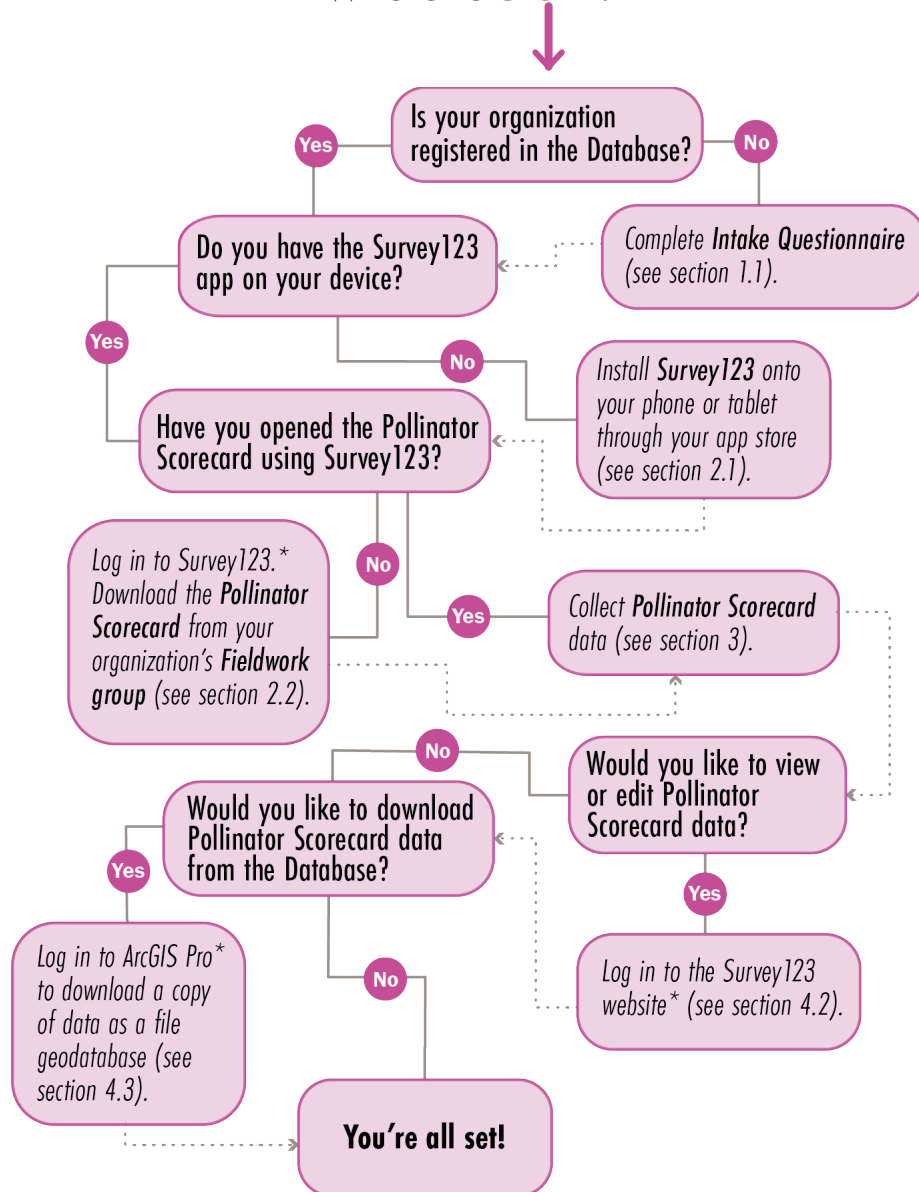 Is your organization
registered in the Database?
Yes
No
Complete Intake Questionnaire
(see section 1.1).
Do you have the Survey123
app on your device?
Yes
No
Install Survey123 onto
your phone or tablet
through your app store
(see section 2.1).
Have you opened the Pollinator
Scorecard using Survey123?
No
Log in to Survey123.*
Download the Pollinator
Scorecard from your
organization's Fieldwork
group (see section 2.2).
Yes
Collect Pollinator Scorecard
data (see section 3).
Would you like to view
or edit Pollinator
Scorecard data?
No
Yes
Log in to the Survey123
website* (see section 4.2).
Would you like to download
Pollinator Scorecard data
from the Database?
Yes
Log in to ArcGIS Pro*
to download a copy
of data as a file
geodatabase (see
section 4.3).
No
You're all set!